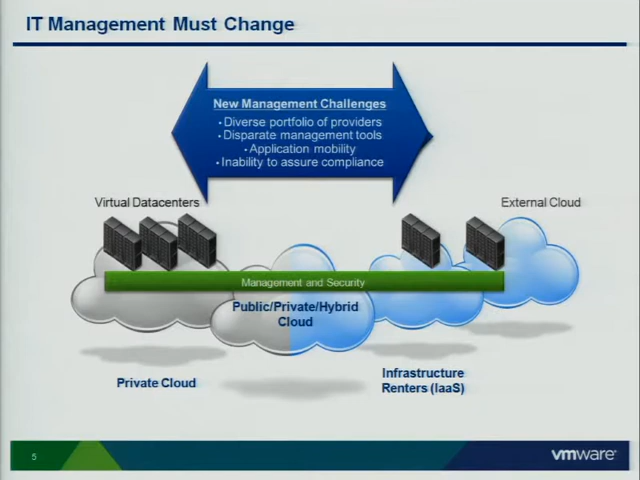 IT Management Must Change
New Management Challenges
• Diverse portfolio of providers
• Disparate management tools
• Application mobility
• Inability to assure compliance
Virtual Datacenters
External Cloud
Management and Security
Public/Private/Hybrid
Cloud
Private Cloud
Infrastructure
Renters (IaaS)
5
vmware